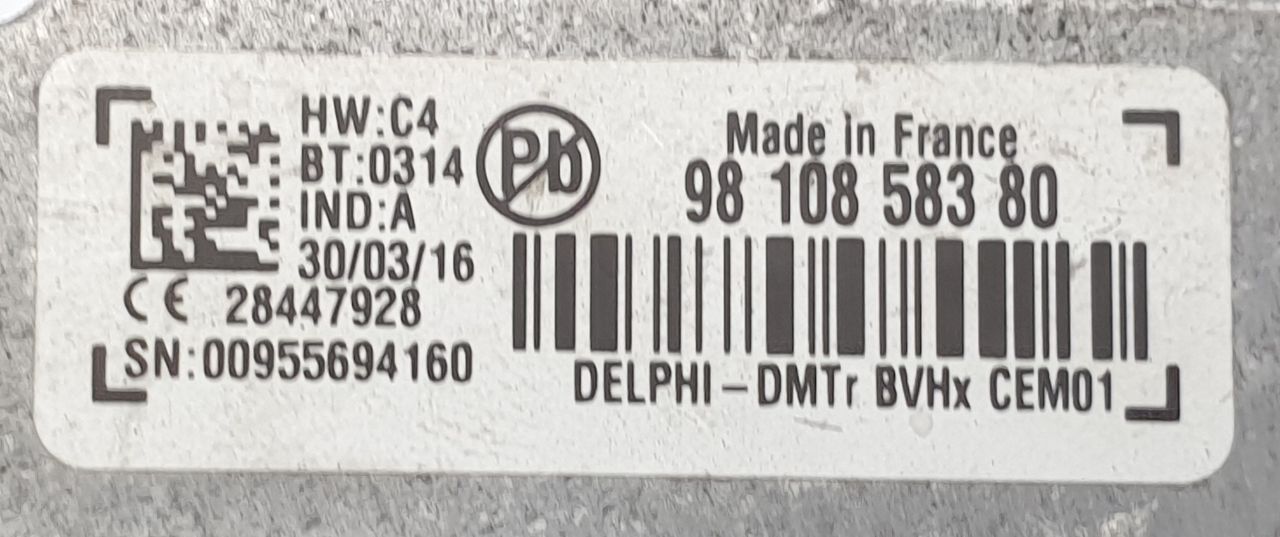 HW:C4
BT:0314
IND:A
30/03/16
CE 28447928
SN:00955694160
Pb
Made in France
98 108 583 80
DELPHI-DMTr BVHx CEM01